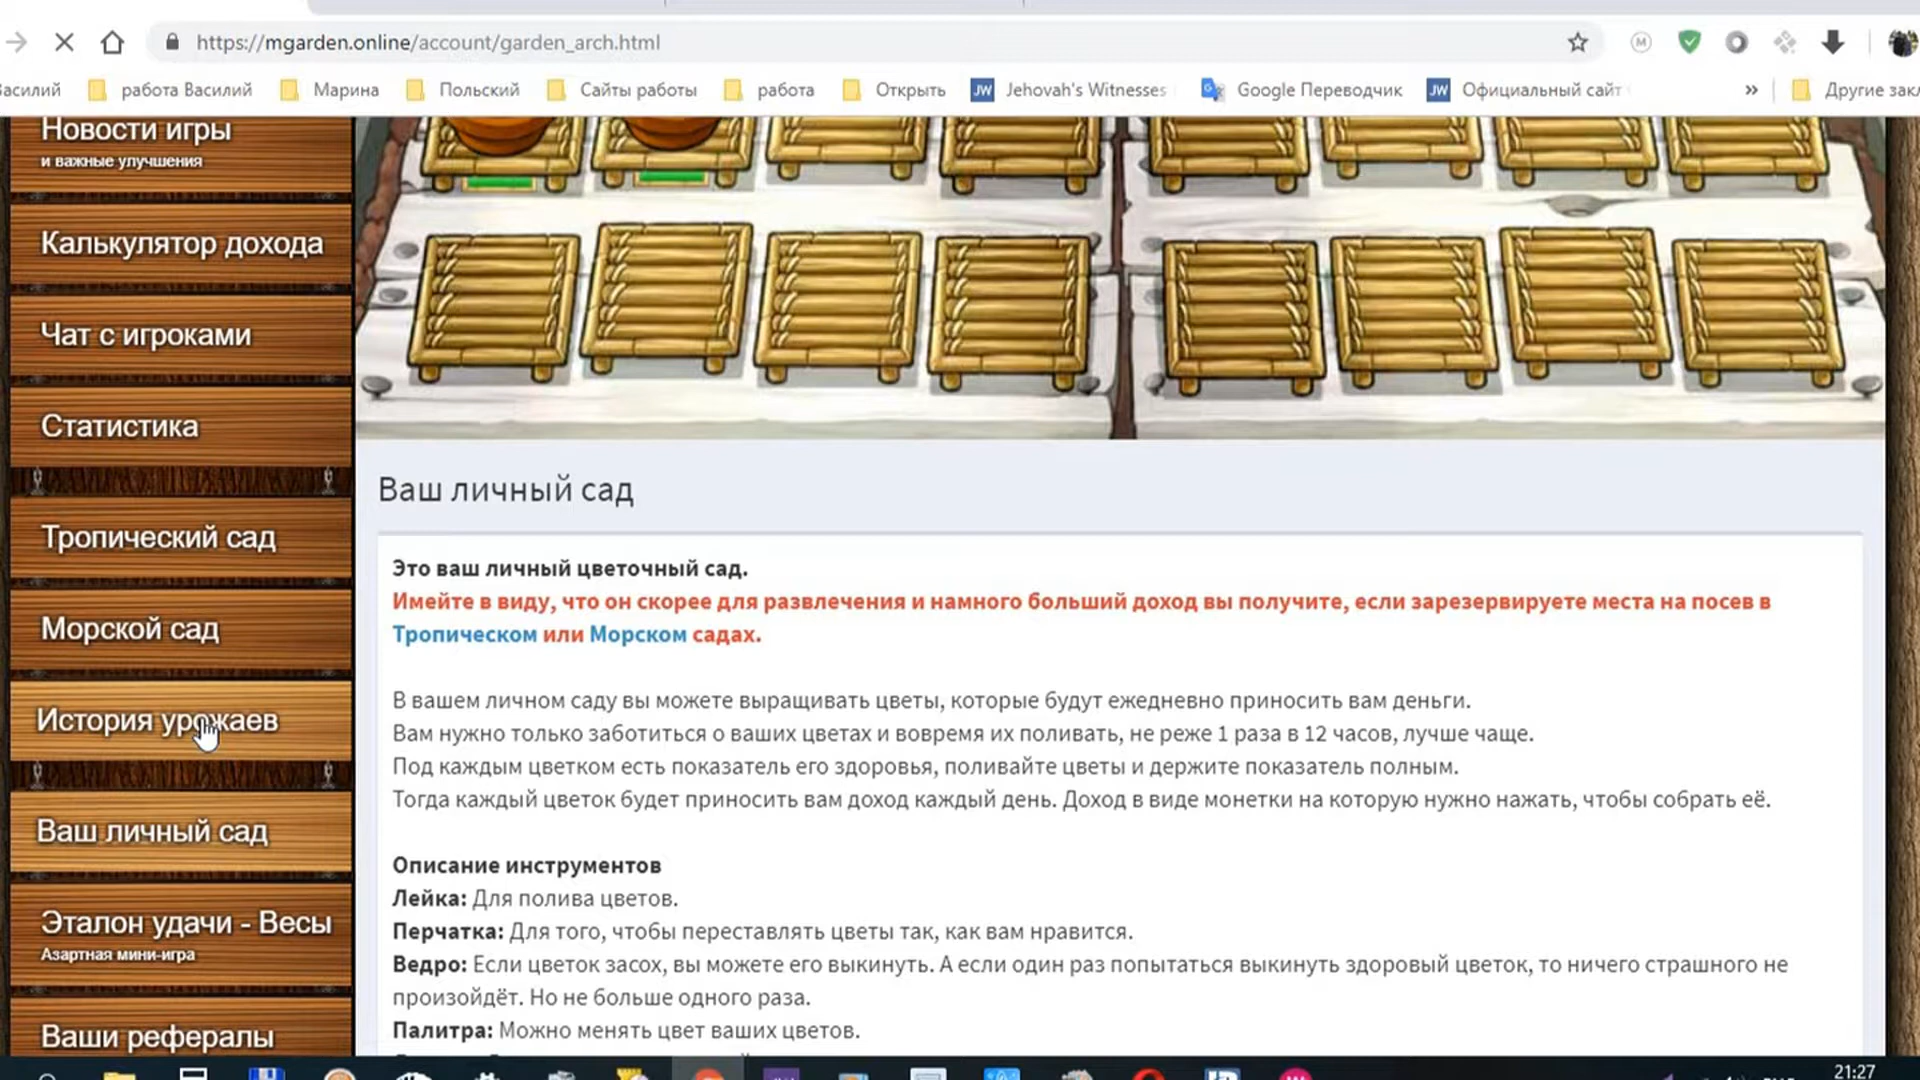 https://mgarden.online/account/garden_arch.html
Василий работа Василий Марина Польский Сайты работы работа Открыть Jehovah's Witnesses Google Переводчик Официальный сайт » Другие закл
Новости игры
и важные улучшения
Калькулятор дохода
Чат с игроками
Статистика
Тропический сад
Морской сад
История урожаев
Ваш личный сад
Эталон удачи - Весы
Азартная мини-игра
Ваши рефералы
Ваш личный сад
Это ваш личный цветочный сад.
Имейте в виду, что он скорее для развлечения и намного больший доход вы получите, если зарезервируете места на посев в
Тропическом или Морском садах.
В вашем личном саду вы можете выращивать цветы, которые будут ежедневно приносить вам деньги.
Вам нужно только заботиться о ваших цветах и вовремя их поливать, не реже 1 раза в 12 часов, лучше чаще.
Под каждым цветком есть показатель его здоровья, поливайте цветы и держите показатель полным.
Тогда каждый цветок будет приносить вам доход каждый день. Доход в виде монетки на которую нужно нажать, чтобы собрать её.
Описание инструментов
Лейка: Для полива цветов.
Перчатка: Для того, чтобы переставлять цветы так, как вам нравится.
Ведро: Если цветок засох, вы можете его выкинуть. А если один раз попытаться выкинуть здоровый цветок, то ничего страшного не
произойдёт. Но не больше одного раза.
Палитра: Можно менять цвет ваших цветов.
21:27